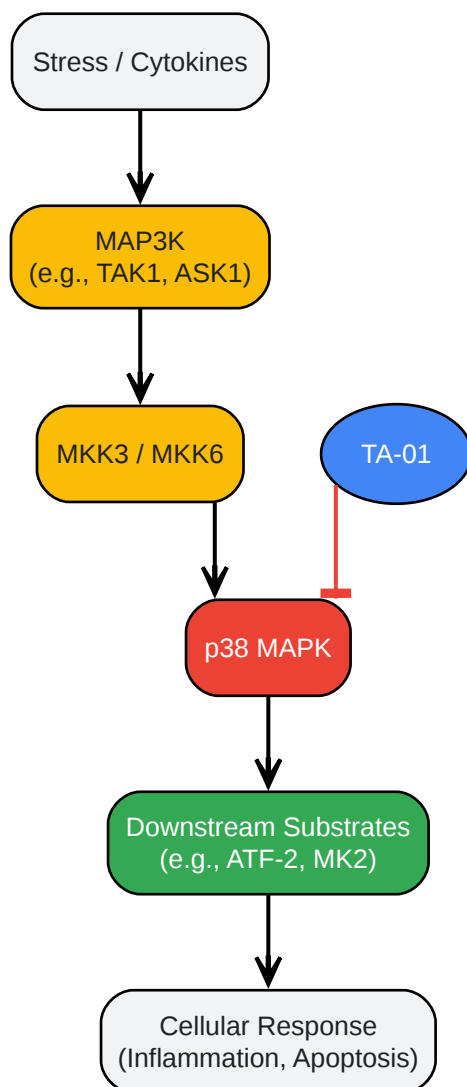 Stress / Cytokines
MAP3K
(e.g., TAK1, ASK1)
MKK3 / MKK6
TA-01
p38 MAPK
Downstream Substrates
(e.g., ATF-2, MK2)
Cellular Response
(Inflammation, Apoptosis)